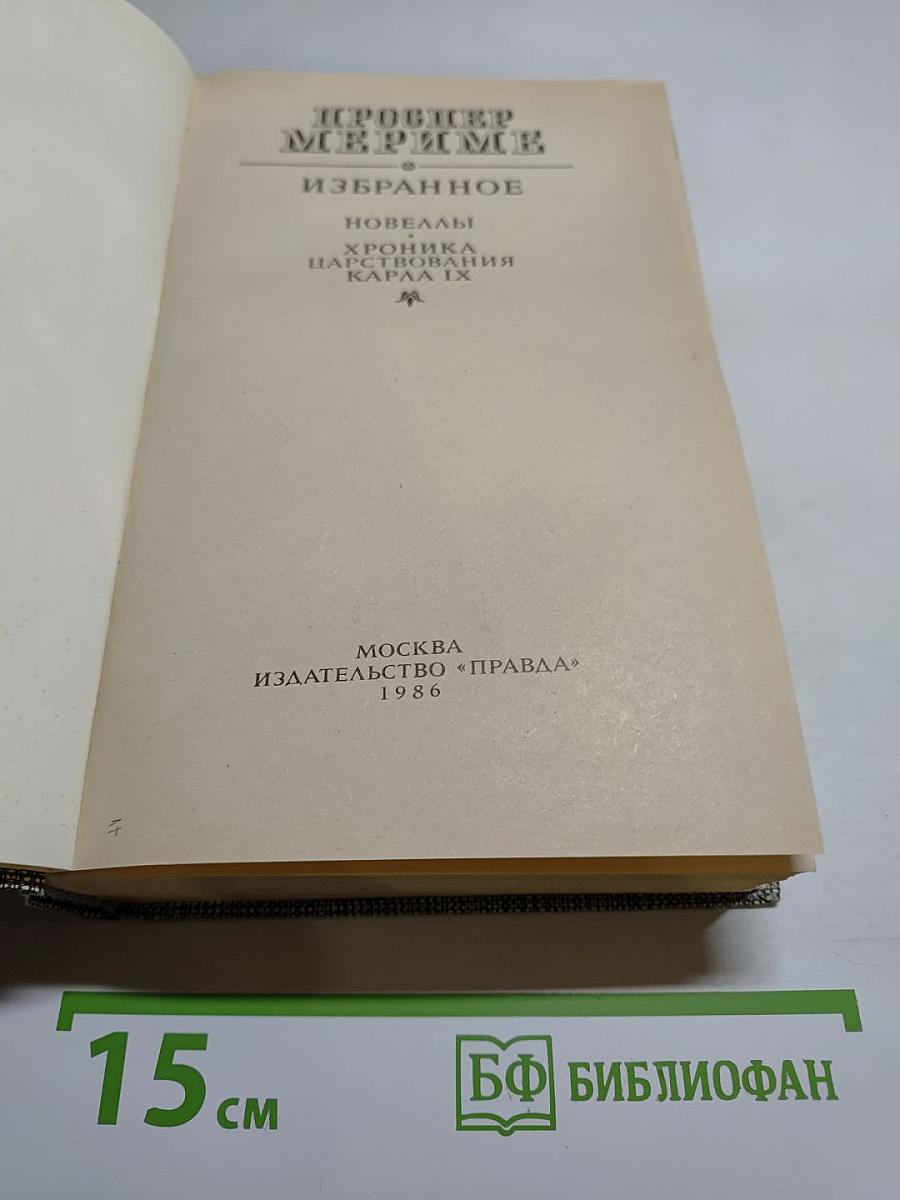 ПРОСПЕР
МЕРИМЕ
ИЗБРАННОЕ
НОВЕЛЛЫ
ХРОНИКА
ЦАРСТВОВАНИЯ
КАРЛА IX
МОСКВА
ИЗДАТЕЛЬСТВО «ПРАВДА»
1986
15 см
БФ БИБЛИОФАН